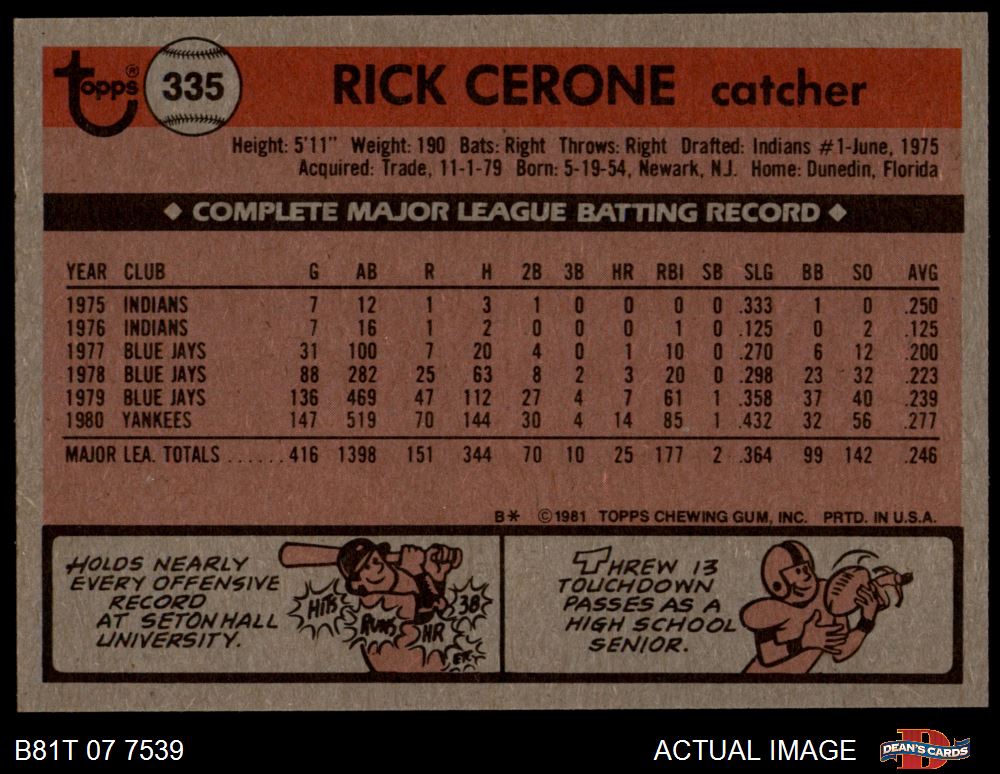 topps® 335 RICK CERONE catcher
Height: 5'11" Weight: 190 Bats: Right Throws: Right Drafted: Indians #1-June, 1975
Acquired: Trade, 11-1-79 Born: 5-19-54, Newark, N.J. Home: Dunedin, Florida
◆ COMPLETE MAJOR LEAGUE BATTING RECORD ◆
YEAR CLUB G AB R H 2B 3B HR RBI SB SLG BB SO AVG
1975 INDIANS 7 12 1 3 1 0 0 0 0 .333 1 0 .250
1976 INDIANS 7 16 1 2 0 0 0 1 0 .125 0 2 .125
1977 BLUE JAYS 31 100 7 20 4 0 1 10 0 .270 6 12 .200
1978 BLUE JAYS 88 282 25 63 8 2 3 20 0 .298 23 32 .223
1979 BLUE JAYS 136 469 47 112 27 4 7 61 1 .358 37 40 .239
1980 YANKEES 147 519 70 144 30 4 14 85 1 .432 32 56 .277
MAJOR LEA. TOTALS ...... 416 1398 151 344 70 10 25 177 2 .364 99 142 .246
B* ©1981 TOPPS CHEWING GUM, INC. PRTD. IN U.S.A.
HOLDS NEARLY
EVERY OFFENSIVE
RECORD
AT SETON HALL
UNIVERSITY.
HITS
RUNS
HR
3B
THREW 13
TOUCHDOWN
PASSES AS A
HIGH SCHOOL
SENIOR.
B81T 07 7539 ACTUAL IMAGE DEAN'S CARDS